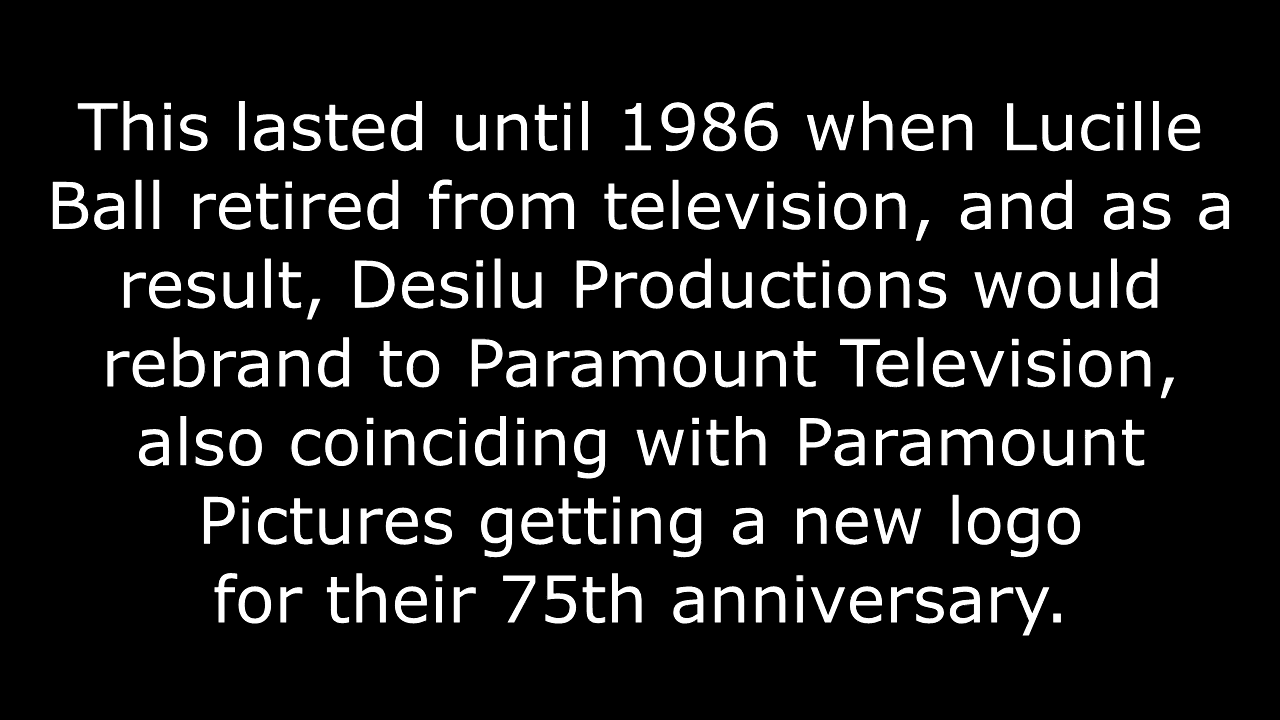 This lasted until 1986 when Lucille
Ball retired from television, and as a
result, Desilu Productions would
rebrand to Paramount Television,
also coinciding with Paramount
Pictures getting a new logo
for their 75th anniversary.